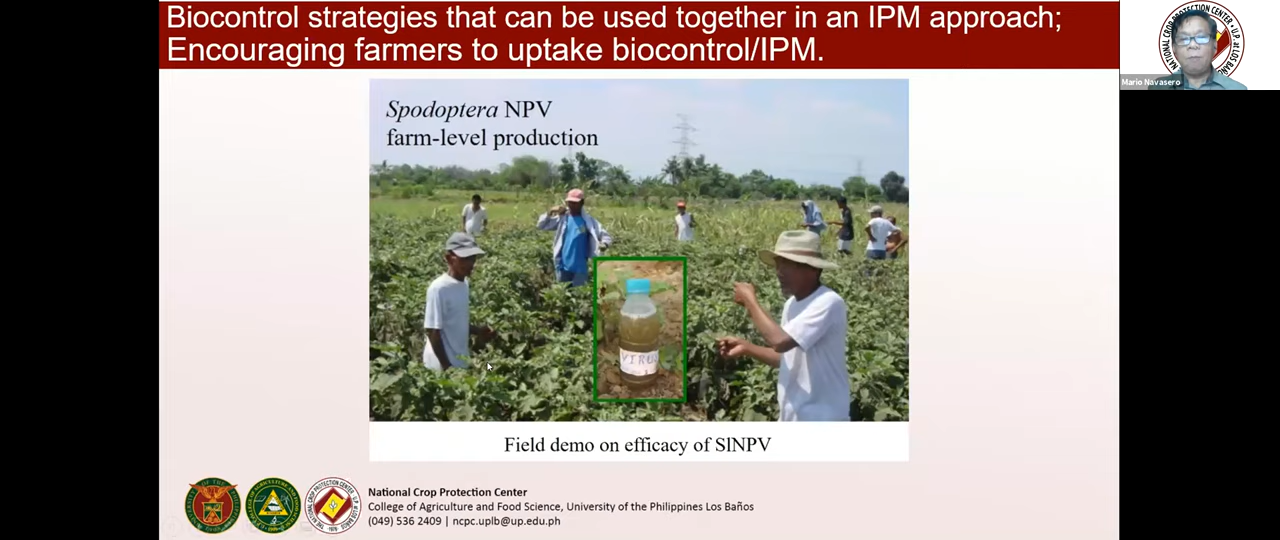 Biocontrol strategies that can be used together in an IPM approach;
Encouraging farmers to uptake biocontrol/IPM.
Mario Navasero
Spodoptera NPV
farm-level production
VIRUS
Field demo on efficacy of SlNPV
National Crop Protection Center
College of Agriculture and Food Science, University of the Philippines Los Baños
(049) 536 2409 | ncpc.uplb@up.edu.ph